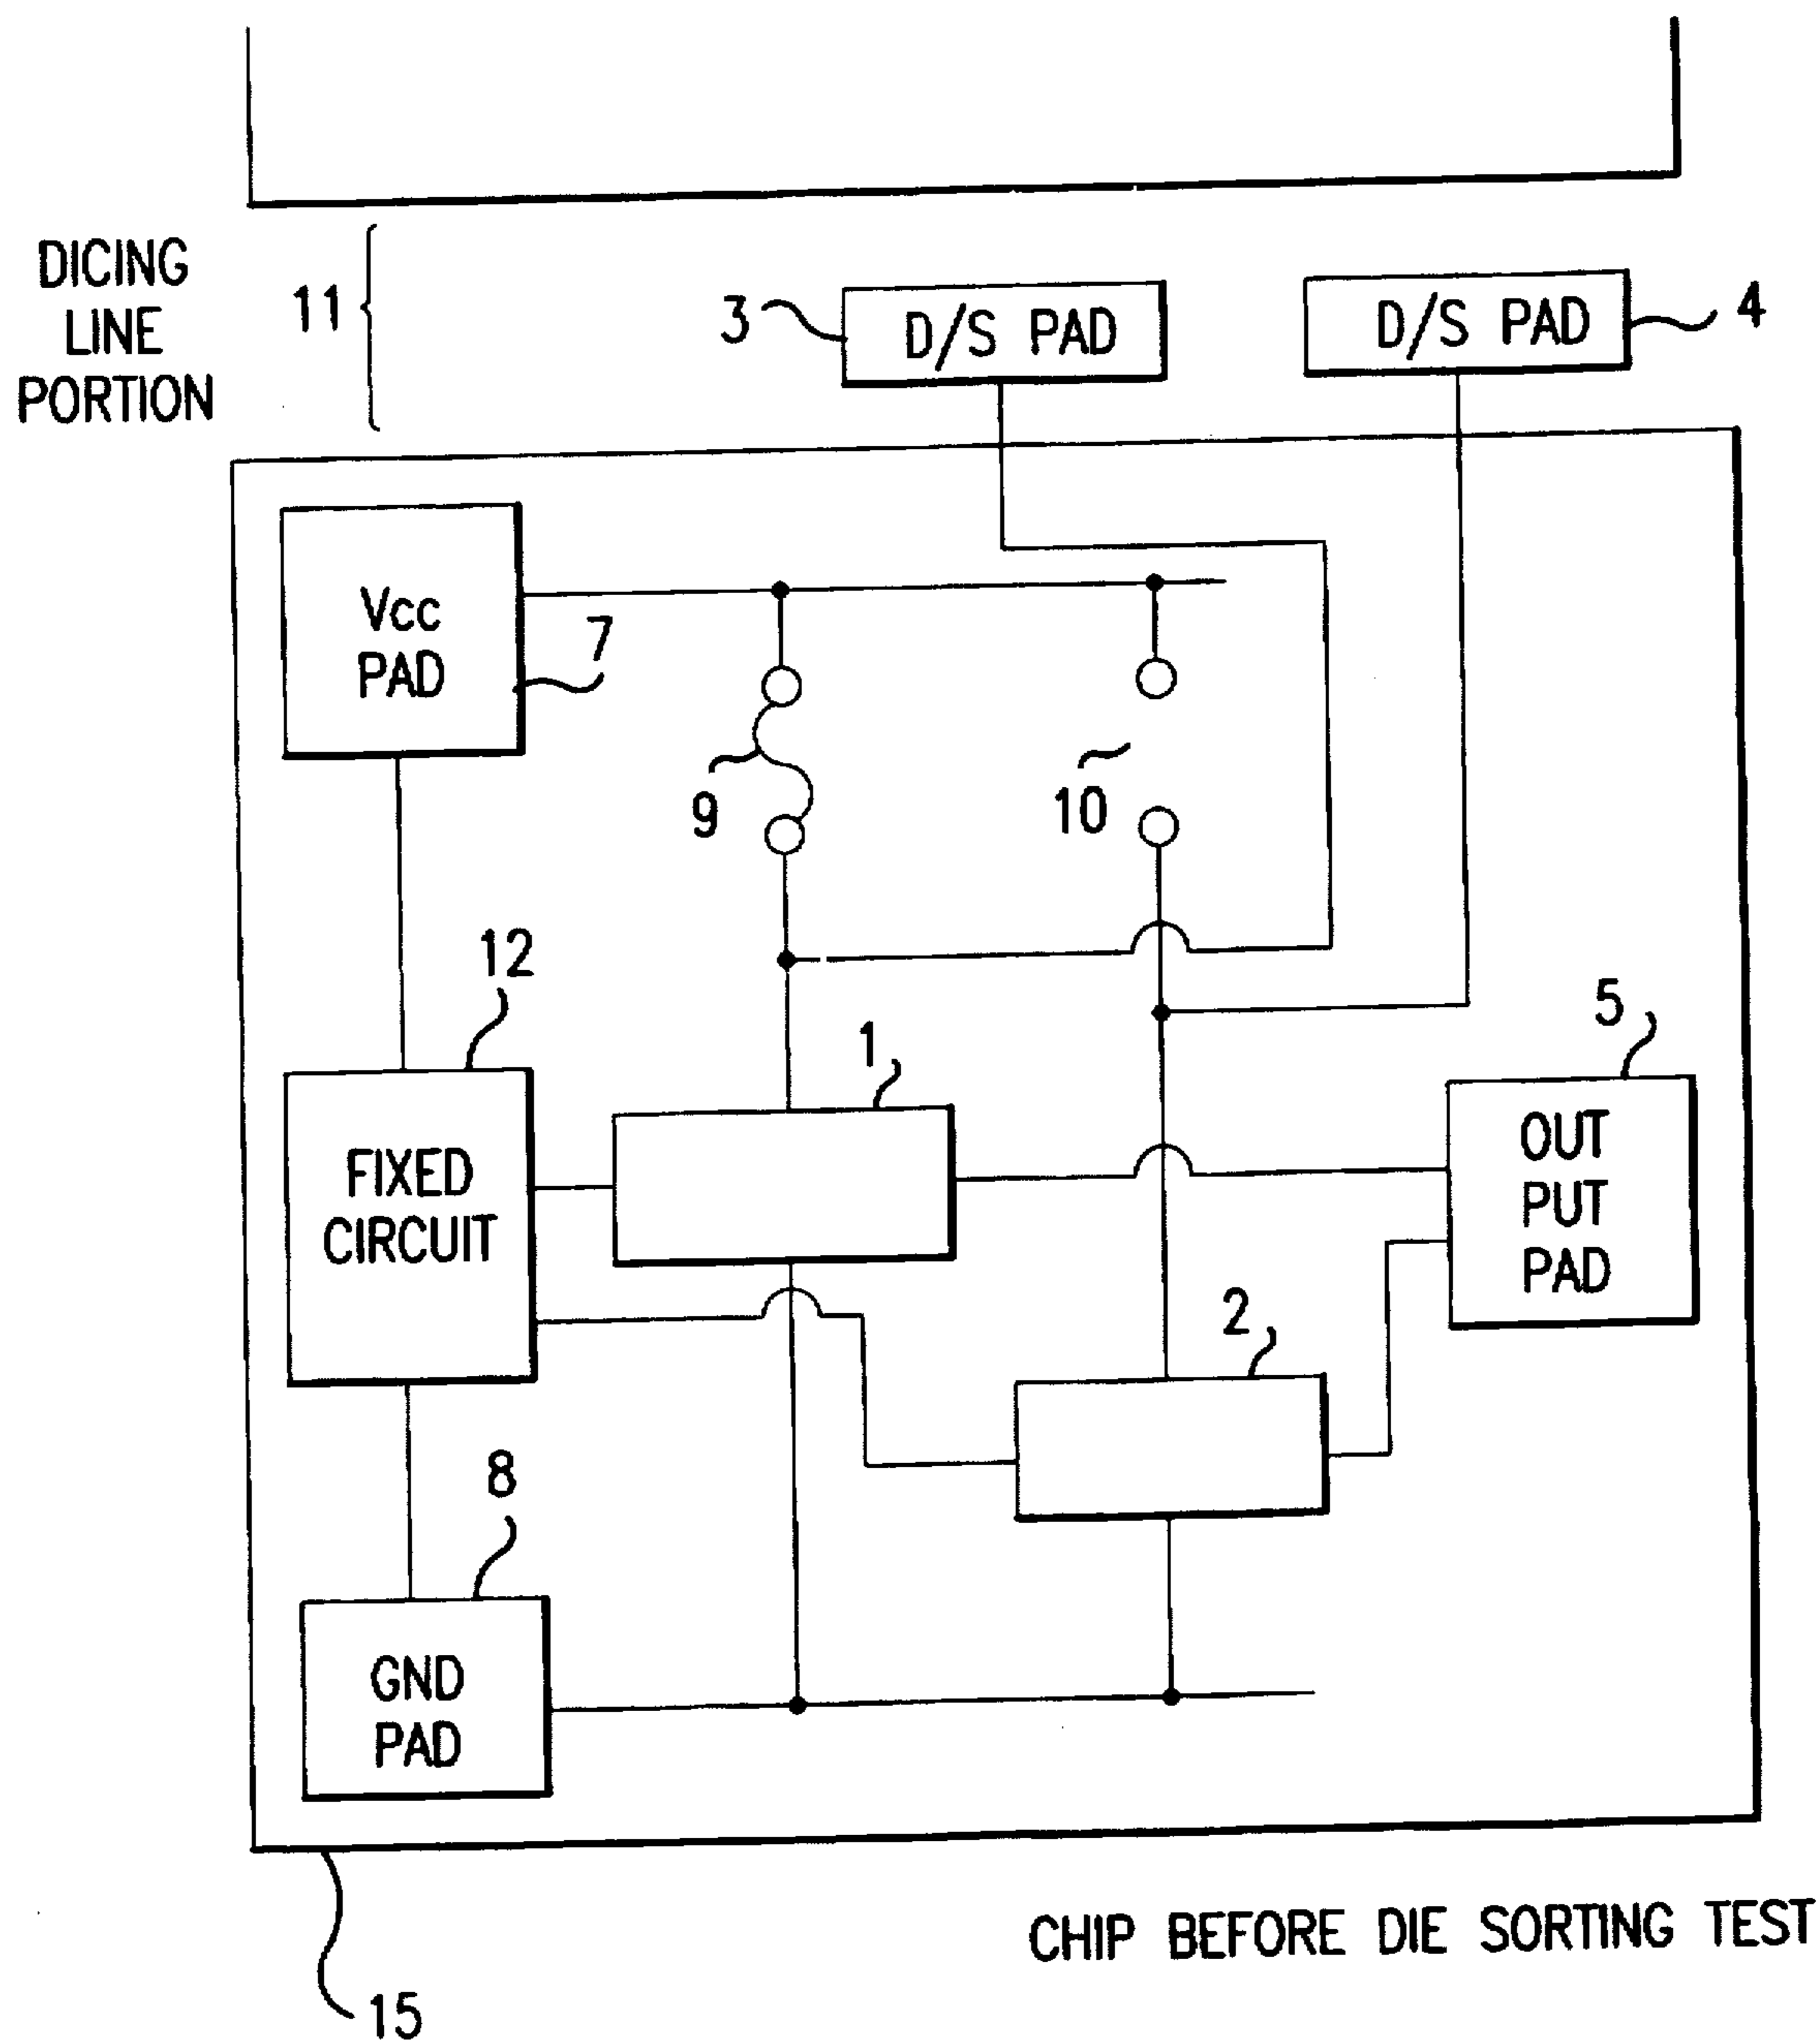 DICING
LINE
PORTION
11
3
D/S PAD
D/S PAD
4
Vcc
PAD
7
9
10
12
1
5
FIXED
CIRCUIT
OUT
PUT
PAD
2
8
GND
PAD
CHIP BEFORE DIE SORTING TEST
15